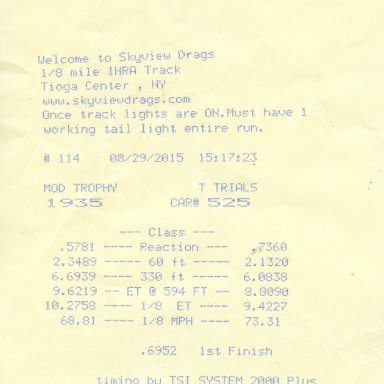 Welcome to Skyview Drags
1/8 mile IHRA Track
Tioga Center , NY
www.skyviewdrags.com
Once track lights are ON.Must have 1
working tail light entire run.
# 114 08/29/2015 15:17:23
MOD TROPHY T TRIALS
1935 CAR# 525
--- Class ---
.5781 ---- Reaction --- .7360
2.3489 ----- 60 ft ----- 2.1320
6.6939 ---- 330 ft ----- 6.0838
9.6219 -- ET @ 594 FT -- 8.8090
10.2758 ---- 1/8 ET ---- 9.4227
68.81 ---- 1/8 MPH ---- 73.31
.6952 1st Finish
timing by TSI SYSTEM 2000 Plus